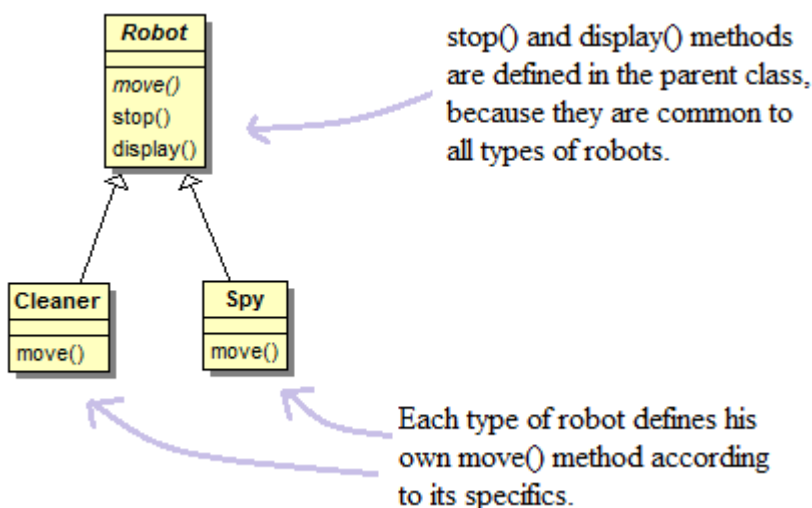 Robot
move()
stop()
display()
stop() and display() methods
are defined in the parent class,
because they are common to
all types of robots.
Cleaner
move()
Spy
move()
Each type of robot defines his
own move() method according
to its specifics.